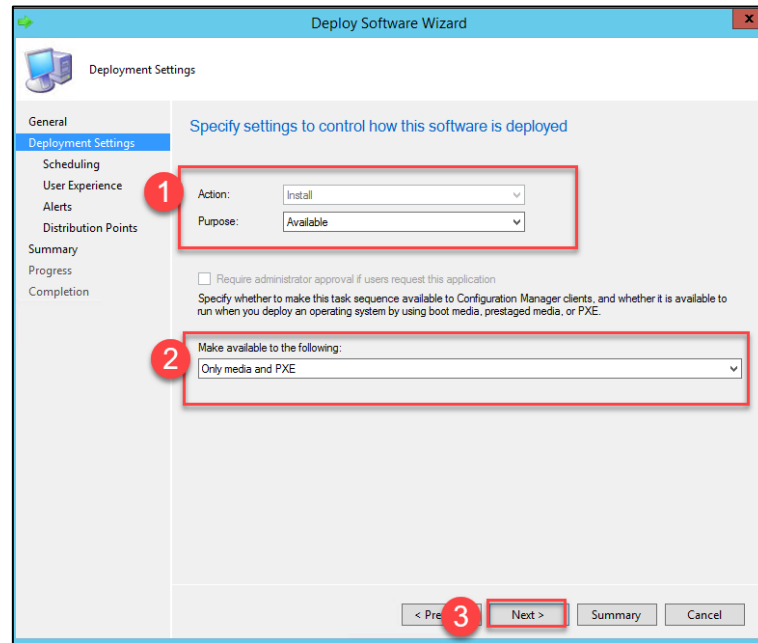 Deploy Software Wizard
x
Deployment Settings
General
Deployment Settings
Scheduling
User Experience
Alerts
Distribution Points
Summary
Progress
Completion
Specify settings to control how this software is deployed
1
Action: Install
Purpose: Available
Require administrator approval if users request this application
Specify whether to make this task sequence available to Configuration Manager clients, and whether it is available to
run when you deploy an operating system by using boot media, prestaged media, or PXE.
2
Make available to the following:
Only media and PXE
< Pre
3
Next >
Summary
Cancel